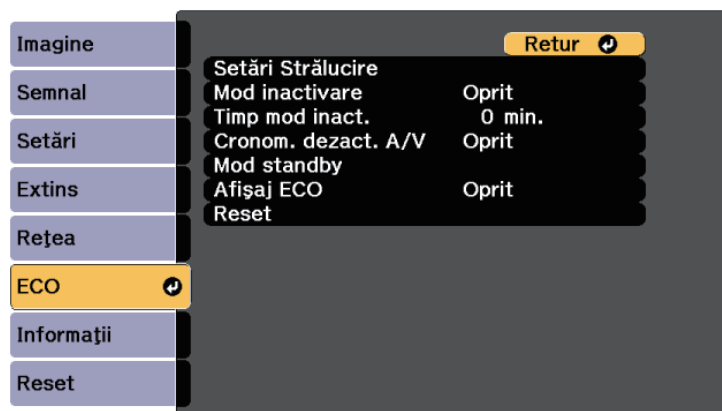 Imagine
Semnal
Setări
Extins
Reţea
ECO
Informaţii
Reset
Retur
Setări Strălucire
Mod inactivare Oprit
Timp mod inact. 0 min.
Cronom. dezact. A/V Oprit
Mod standby
Afişaj ECO Oprit
Reset